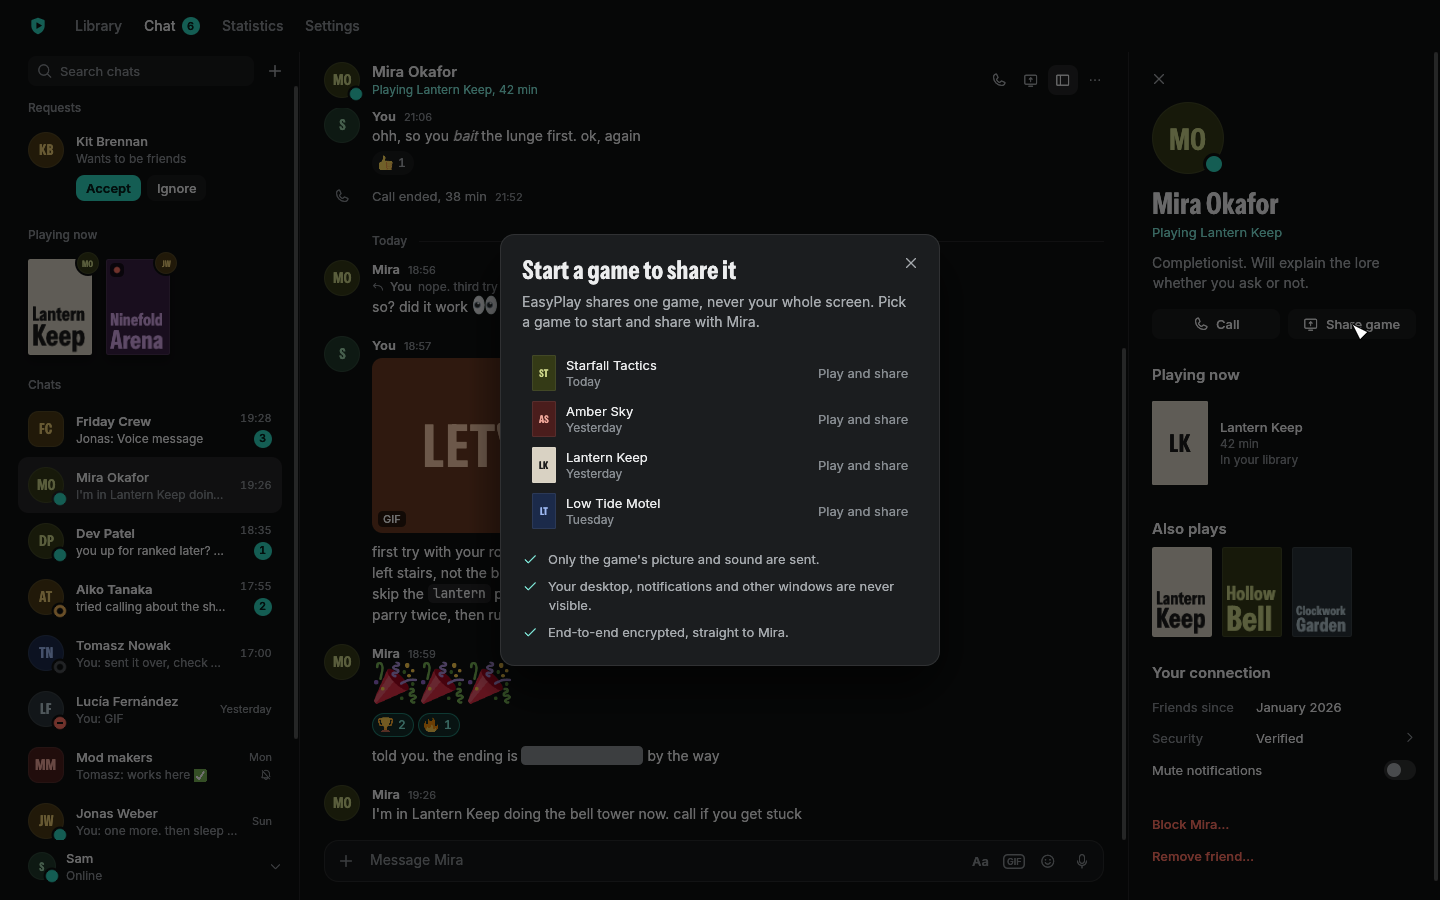 Library
Chat 6
Statistics
Settings
Search chats
Requests
KB
Kit Brennan
Wants to be friends
Accept
Ignore
Playing now
MO
Lantern
Keep
JW
Ninefold
Arena
Chats
FC
Friday Crew
19:28
Jonas: Voice message
3
MO
Mira Okafor
I'm in Lantern Keep doin...
19:26
DP
Dev Patel
18:35
you up for ranked later? ...
1
AT
Aiko Tanaka
17:55
tried calling about the sh...
2
TN
Tomasz Nowak
You: sent it over, check ...
17:00
LF
Lucía Fernández
You: GIF
Yesterday
MM
Mod makers
Mon
Tomasz: works here ✅
JW
Jonas Weber
You: one more. then sleep ...
Sun
S
Sam
Online
MO
Mira Okafor
Playing Lantern Keep, 42 min
S
You 21:06
ohh, so you bait the lunge first. ok, again
👍 1
Call ended, 38 min 21:52
Today
MO
Mira 18:56
You nope. third try
so? did it work 👀
S
You 18:57
LET'
GIF
first try with your ro
left stairs, not the b
skip the lantern p
parry twice, then ru
MO
Mira 18:59
🎉🎉🎉
🏆 2 🔥 1
told you. the ending is
by the way
MO
Mira 19:26
I'm in Lantern Keep doing the bell tower now. call if you get stuck
Message Mira
Aa
GIF
Start a game to share it
EasyPlay shares one game, never your whole screen. Pick
a game to start and share with Mira.
ST
Starfall Tactics
Today
Play and share
AS
Amber Sky
Yesterday
Play and share
LK
Lantern Keep
Yesterday
Play and share
LT
Low Tide Motel
Tuesday
Play and share
Only the game's picture and sound are sent.
Your desktop, notifications and other windows are never
visible.
End-to-end encrypted, straight to Mira.
MO
Mira Okafor
Playing Lantern Keep
Completionist. Will explain the lore
whether you ask or not.
Call
Share game
Playing now
LK
Lantern Keep
42 min
In your library
Also plays
Lantern
Keep
Hollow
Bell
Clockwork
Garden
Your connection
Friends since
January 2026
Security
Verified
Mute notifications
Block Mira...
Remove friend...